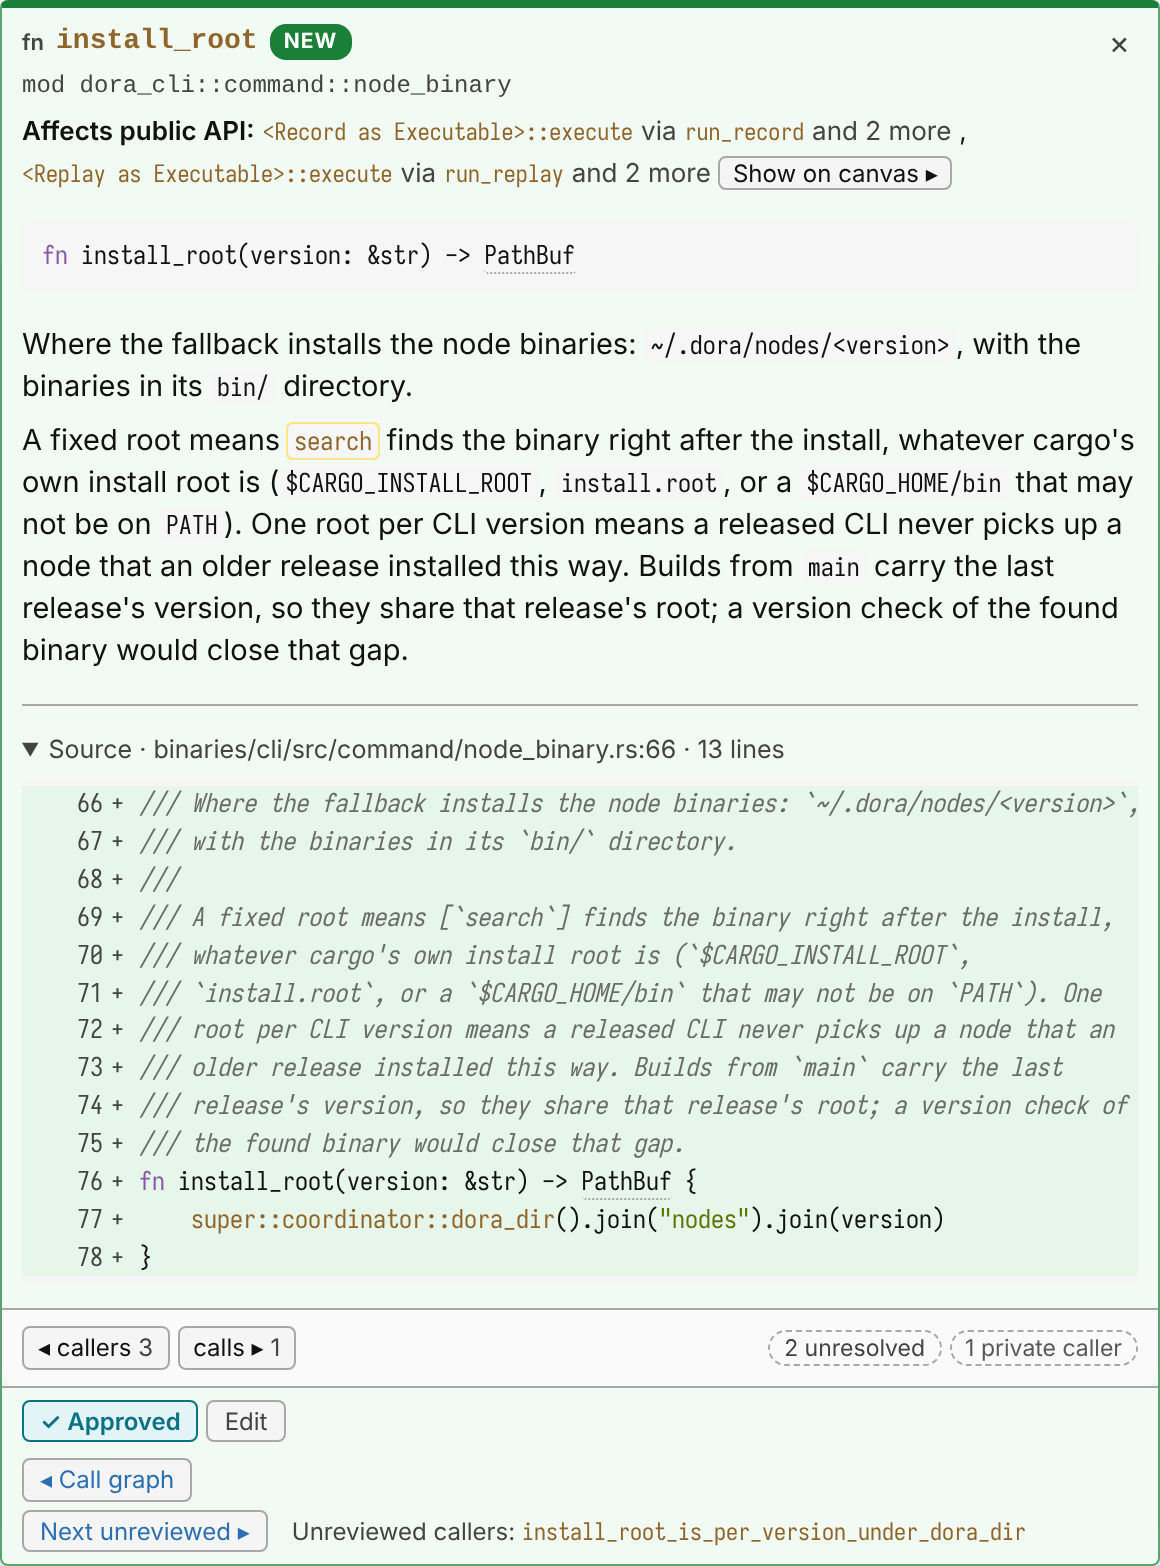 fn install_root NEW ×
mod dora_cli::command::node_binary
Affects public API: <Record as Executable>::execute via run_record and 2 more ,
<Replay as Executable>::execute via run_replay and 2 more Show on canvas ▸
fn install_root(version: &str) -> PathBuf
Where the fallback installs the node binaries: ~/.dora/nodes/<version>, with the
binaries in its bin/ directory.
A fixed root means search finds the binary right after the install, whatever cargo's
own install root is ($CARGO_INSTALL_ROOT, install.root, or a $CARGO_HOME/bin that may
not be on PATH). One root per CLI version means a released CLI never picks up a
node that an older release installed this way. Builds from main carry the last
release's version, so they share that release's root; a version check of the found
binary would close that gap.
▼ Source · binaries/cli/src/command/node_binary.rs:66 · 13 lines
66 + /// Where the fallback installs the node binaries: `~/.dora/nodes/<version>`,
67 + /// with the binaries in its `bin/` directory.
68 + ///
69 + /// A fixed root means [`search`] finds the binary right after the install,
70 + /// whatever cargo's own install root is (`$CARGO_INSTALL_ROOT`,
71 + /// `install.root`, or a `$CARGO_HOME/bin` that may not be on `PATH`). One
72 + /// root per CLI version means a released CLI never picks up a node that an
73 + /// older release installed this way. Builds from `main` carry the last
74 + /// release's version, so they share that release's root; a version check of
75 + /// the found binary would close that gap.
76 + fn install_root(version: &str) -> PathBuf {
77 +     super::coordinator::dora_dir().join("nodes").join(version)
78 + }
◂ callers 3 calls ▸ 1 2 unresolved 1 private caller
✓ Approved Edit
◂ Call graph
Next unreviewed ▸ Unreviewed callers: install_root_is_per_version_under_dora_dir